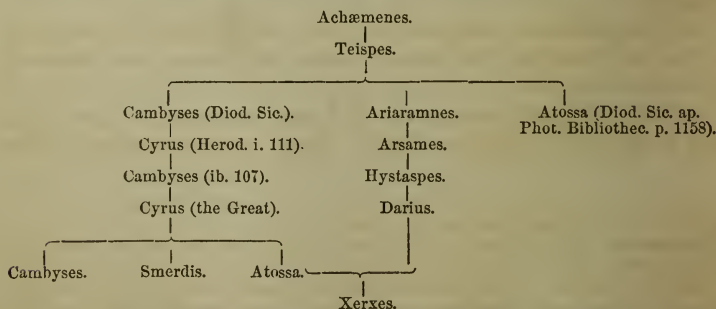 Achæmenes.
Teispes.
Cambyses (Diod. Sic.). Ariaramnes. Atossa (Diod. Sic. ap.
Phot. Bibliothec. p. 1158).
Cyrus (Herod. i. 111). Arsames.
Cambyses (ib. 107). Hystaspes.
Cyrus (the Great). Darius.
Cambyses. Smerdis. Atossa.
Xerxes.